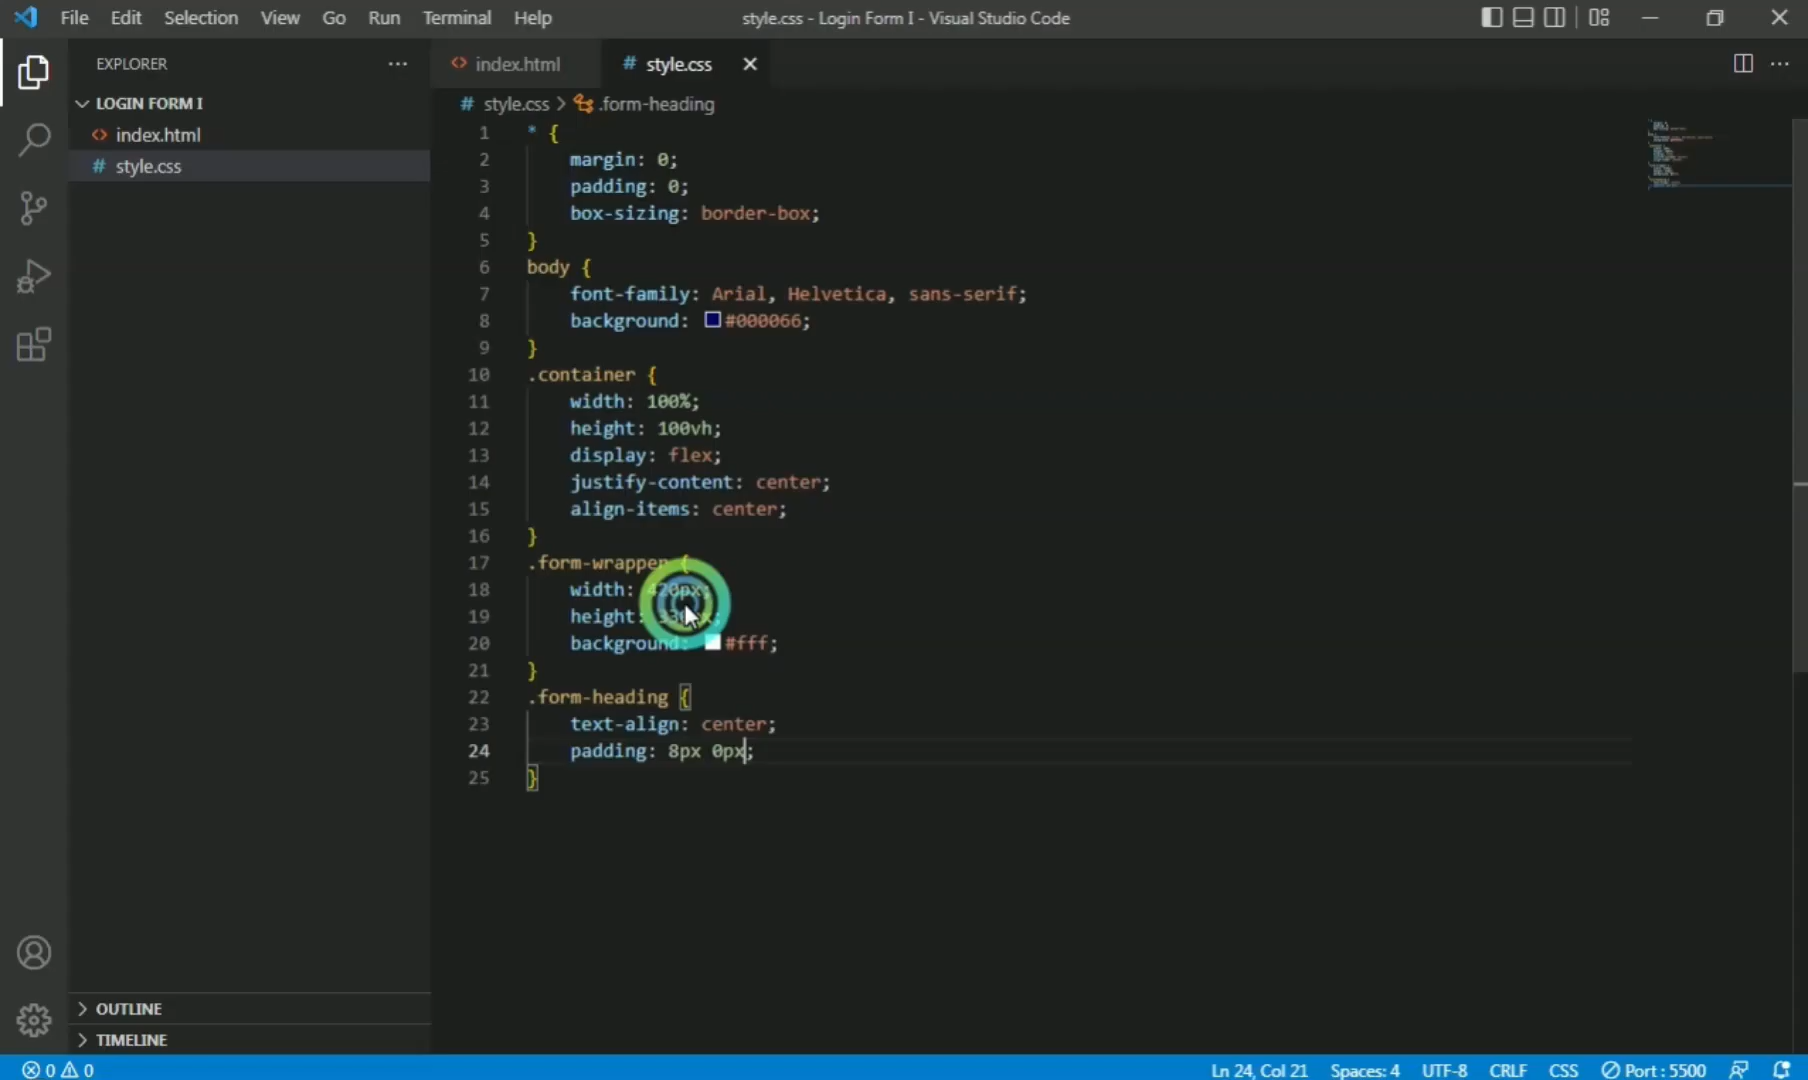 File Edit Selection View Go Run Terminal Help
style.css - Login Form I - Visual Studio Code
EXPLORER
LOGIN FORM I
index.html
style.css
OUTLINE
TIMELINE
index.html
# style.css
# style.css > .form-heading
1 * {
2 margin: 0;
3 padding: 0;
4 box-sizing: border-box;
5 }
6 body {
7 font-family: Arial, Helvetica, sans-serif;
8 background: #000066;
9 }
10 .container {
11 width: 100%;
12 height: 100vh;
13 display: flex;
14 justify-content: center;
15 align-items: center;
16 }
17 .form-wrapper {
18 width: 420px;
19 height:
20 background: #fff;
21 }
22 .form-heading {
23 text-align: center;
24 padding: 8px 0px;
25 }
0 0
Ln 24, Col 21 Spaces: 4 UTF-8 CRLF CSS Port : 5500